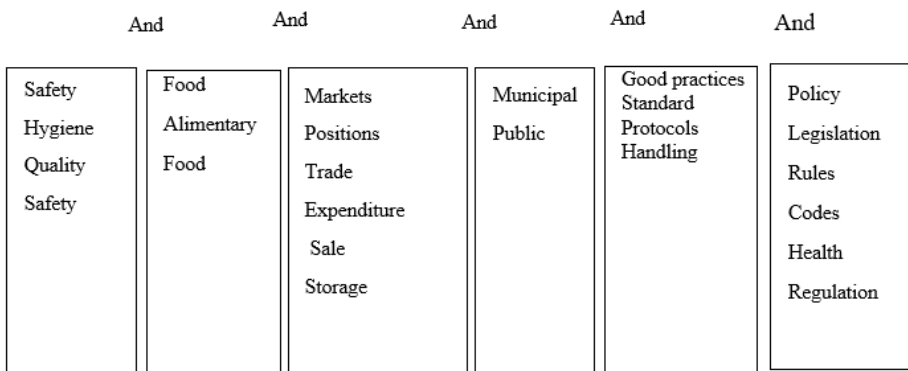 And And And And And
Safety
Hygiene
Quality
Safety
Food
Alimentary
Food
Markets
Positions
Trade
Expenditure
Sale
Storage
Municipal
Public
Good practices
Standard
Protocols
Handling
Policy
Legislation
Rules
Codes
Health
Regulation